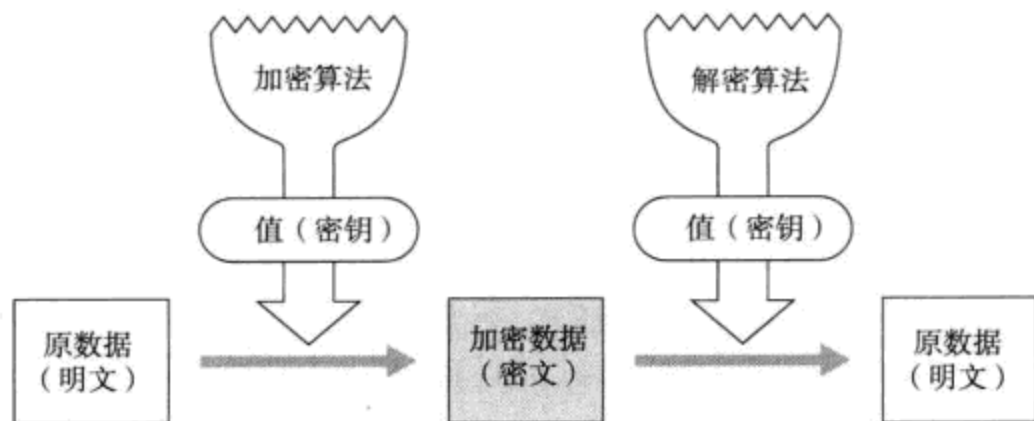 加密算法
解密算法
值（密钥）
值（密钥）
原数据
（明文）
加密数据
（密文）
原数据
（明文）